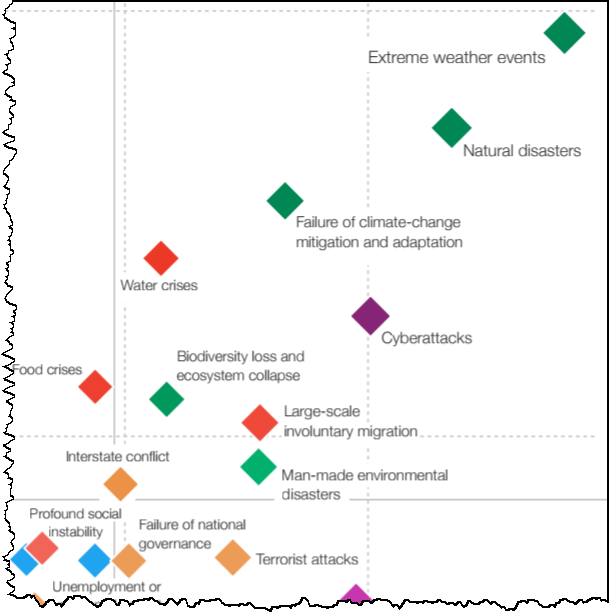 Extreme weather events
Natural disasters
Failure of climate-change
mitigation and adaptation
Water crises
Cyberattacks
Biodiversity loss and
ecosystem collapse
Food crises
Large-scale
involuntary migration
Interstate conflict
Man-made environmental
disasters
Profound social
instability
Failure of national
governance
Terrorist attacks
Unemployment or